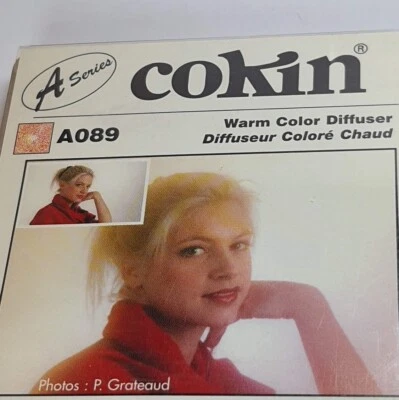 A Series
cokin®
A089
Warm Color Diffuser
Diffuseur Coloré Chaud
Photos : P. Grateaud